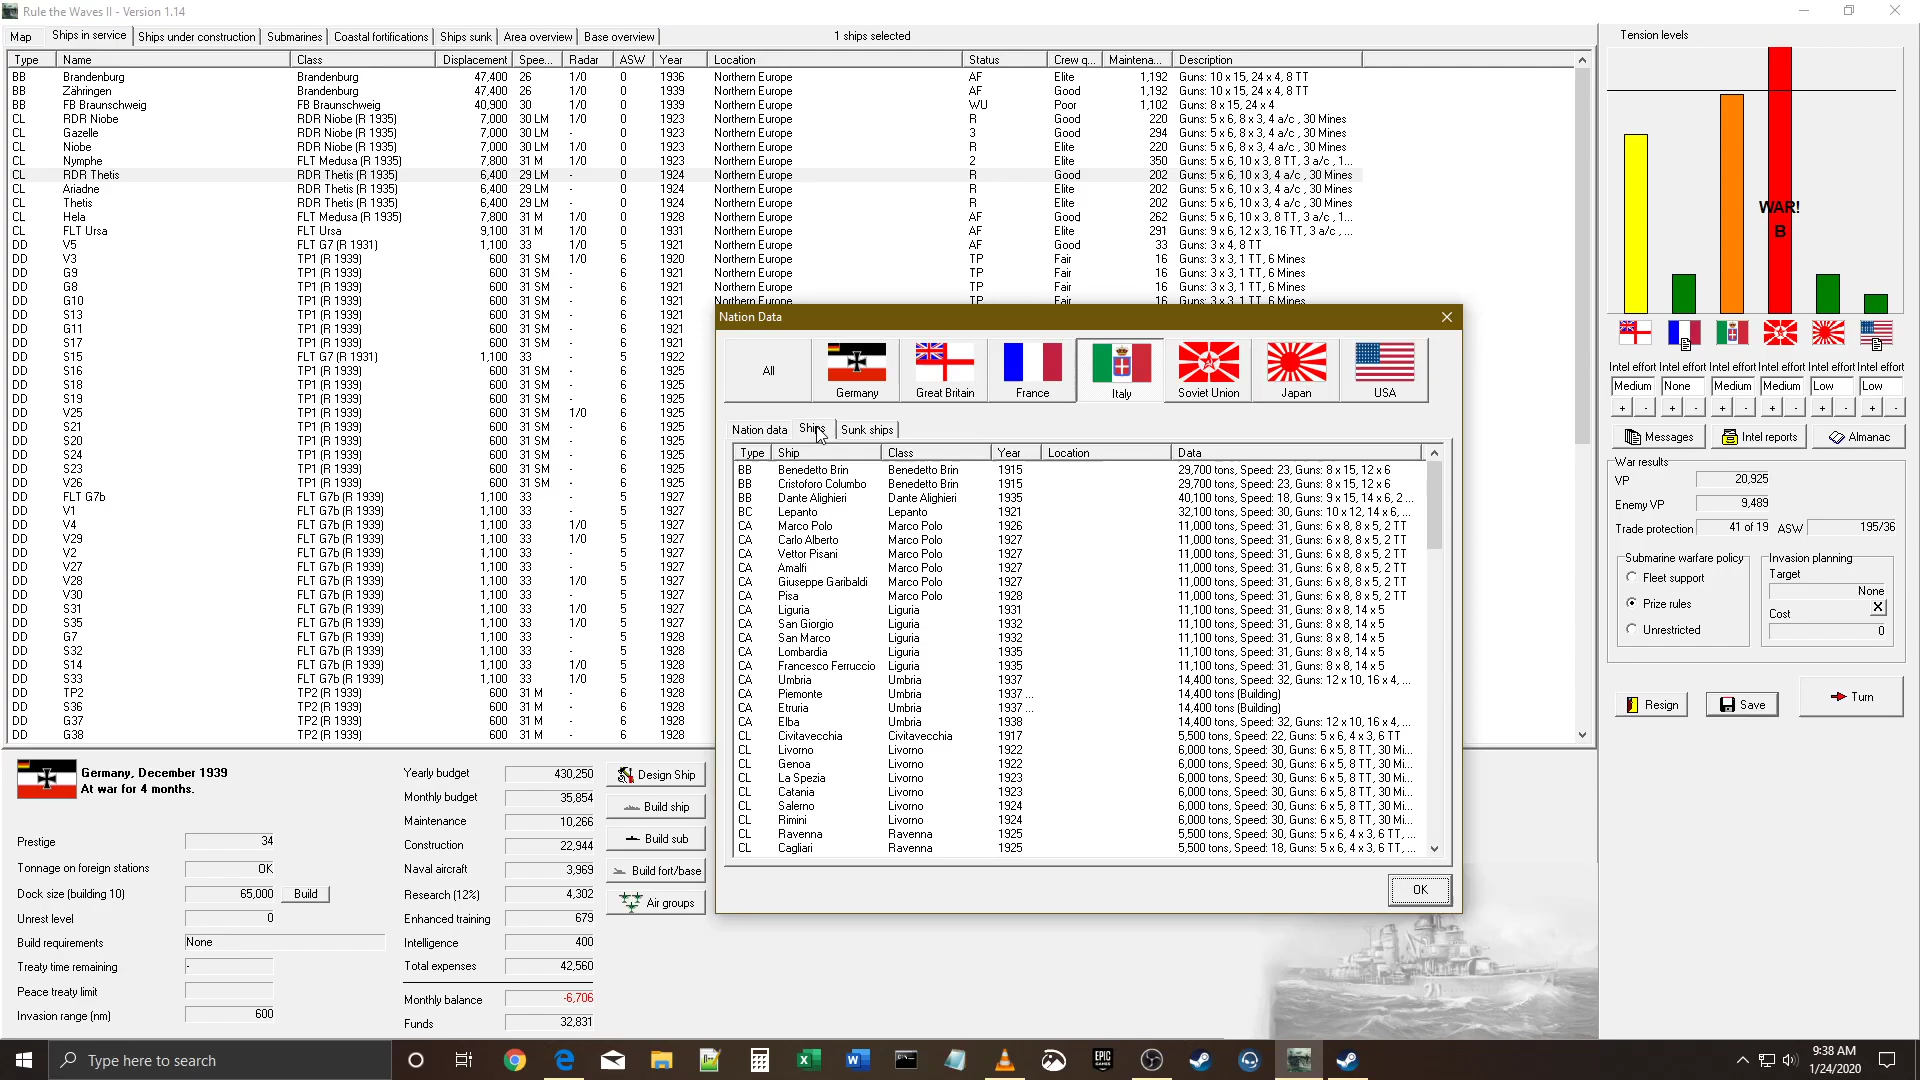 Rule the Waves II - Version 1.14
Map Ships in service Ships under construction Submarines Coastal fortifications Ships sunk Area overview Base overview 1 ships selected
Type Name Class Displacement Spee... Radar ASW Year Location Status Crew q... Maintena... Description
BB Brandenburg Brandenburg 47,400 26 1/0 0 1936 Northern Europe AF Elite 1,192 Guns: 10 x 15, 24 x 4, 8 TT
BB Zähringen Brandenburg 47,400 26 1/0 0 1939 Northern Europe AF Good 1,192 Guns: 10 x 15, 24 x 4, 8 TT
BB FB Braunschweig FB Braunschweig 40,900 30 1/0 0 1939 Northern Europe WU Poor 1,102 Guns: 8 x 15, 24 x 4
CL RDR Niobe RDR Niobe (R 1935) 7,000 30 LM 1/0 0 1923 Northern Europe R Good 220 Guns: 5 x 6, 8 x 3, 4 a/c , 30 Mines
CL Gazelle RDR Niobe (R 1935) 7,000 30 LM - 0 1923 Northern Europe 3 Good 294 Guns: 5 x 6, 8 x 3, 4 a/c , 30 Mines
CL Niobe RDR Niobe (R 1935) 7,000 30 LM 1/0 0 1923 Northern Europe R Good 220 Guns: 5 x 6, 8 x 3, 4 a/c , 30 Mines
CL Nymphe FLT Medusa (R 1935) 7,800 31 M 1/0 0 1923 Northern Europe 2 Elite 350 Guns: 5 x 6, 10 x 3, 8 TT, 3 a/c , 1...
CL RDR Thetis RDR Thetis (R 1935) 6,400 29 LM - 0 1924 Northern Europe R Good 202 Guns: 5 x 6, 10 x 3, 4 a/c , 30 Mines
CL Ariadne RDR Thetis (R 1935) 6,400 29 LM - 0 1924 Northern Europe R Elite 202 Guns: 5 x 6, 10 x 3, 4 a/c , 30 Mines
CL Thetis RDR Thetis (R 1935) 6,400 29 LM - 0 1924 Northern Europe R Elite 202 Guns: 5 x 6, 10 x 3, 4 a/c , 30 Mines
CL Hela FLT Medusa (R 1935) 7,800 31 M 1/0 0 1928 Northern Europe AF Good 262 Guns: 5 x 6, 10 x 3, 8 TT, 3 a/c , 1...
CL FLT Ursa FLT Ursa 9,100 31 M 1/0 0 1931 Northern Europe AF Elite 291 Guns: 9 x 6, 12 x 3, 16 TT, 3 a/c , ...
DD V5 FLT G7 (R 1931) 1,100 33 1/0 5 1921 Northern Europe AF Good 33 Guns: 3 x 4, 8 TT
DD V3 TP1 (R 1939) 600 31 SM 1/0 6 1920 Northern Europe TP Fair 16 Guns: 3 x 3, 1 TT, 6 Mines
DD G9 TP1 (R 1939) 600 31 SM - 6 1921 Northern Europe TP Fair 16 Guns: 3 x 3, 1 TT, 6 Mines
DD G8 TP1 (R 1939) 600 31 SM - 6 1921 Northern Europe TP Fair 16 Guns: 3 x 3, 1 TT, 6 Mines
DD G10 TP1 (R 1939) 600 31 SM - 6 1921 Northern Europe TP Fair 16 Guns: 3 x 3, 1 TT, 6 Mines
DD S13 TP1 (R 1939) 600 31 SM - 6 1921
DD G11 TP1 (R 1939) 600 31 SM - 6 1921
DD S17 TP1 (R 1939) 600 31 SM - 6 1921
DD S15 FLT G7 (R 1931) 1,100 33 - 5 1922
DD S16 TP1 (R 1939) 600 31 SM - 6 1925
DD S18 TP1 (R 1939) 600 31 SM - 6 1925
DD S19 TP1 (R 1939) 600 31 SM - 6 1925
DD V25 TP1 (R 1939) 600 31 SM 1/0 6 1925
DD S21 TP1 (R 1939) 600 31 SM - 6 1925
DD S20 TP1 (R 1939) 600 31 SM - 6 1925
DD S24 TP1 (R 1939) 600 31 SM - 6 1925
DD S23 TP1 (R 1939) 600 31 SM - 6 1925
DD V26 TP1 (R 1939) 600 31 SM - 6 1925
DD FLT G7b FLT G7b (R 1939) 1,100 33 - 5 1927
DD V1 FLT G7b (R 1939) 1,100 33 - 5 1927
DD V4 FLT G7b (R 1939) 1,100 33 1/0 5 1927
DD V29 FLT G7b (R 1939) 1,100 33 1/0 5 1927
DD V2 FLT G7b (R 1939) 1,100 33 - 5 1927
DD V27 FLT G7b (R 1939) 1,100 33 - 5 1927
DD V28 FLT G7b (R 1939) 1,100 33 1/0 5 1927
DD V30 FLT G7b (R 1939) 1,100 33 - 5 1927
DD S31 FLT G7b (R 1939) 1,100 33 1/0 5 1927
DD S35 FLT G7b (R 1939) 1,100 33 1/0 5 1927
DD G7 FLT G7b (R 1939) 1,100 33 - 5 1928
DD S32 FLT G7b (R 1939) 1,100 33 - 5 1928
DD S14 FLT G7b (R 1939) 1,100 33 1/0 5 1928
DD S33 FLT G7b (R 1939) 1,100 33 1/0 5 1928
DD TP2 TP2 (R 1939) 600 31 M - 6 1928
DD S36 TP2 (R 1939) 600 31 M - 6 1928
DD G37 TP2 (R 1939) 600 31 M - 6 1928
DD G38 TP2 (R 1939) 600 31 M - 6 1928
Nation Data
All Germany Great Britain France Italy Soviet Union Japan USA
Nation data Ships Sunk ships
Type Ship Class Year Location Data
BB Benedetto Brin Benedetto Brin 1915 29,700 tons, Speed: 23, Guns: 8 x 15, 12 x 6
BB Cristoforo Columbo Benedetto Brin 1915 29,700 tons, Speed: 23, Guns: 8 x 15, 12 x 6
BB Dante Alighieri Dante Alighieri 1935 40,100 tons, Speed: 18, Guns: 9 x 15, 14 x 6, 2 ...
BC Lepanto Lepanto 1921 32,100 tons, Speed: 30, Guns: 10 x 12, 14 x 6, ...
CA Marco Polo Marco Polo 1926 11,000 tons, Speed: 31, Guns: 6 x 8, 8 x 5, 2 TT
CA Carlo Alberto Marco Polo 1927 11,000 tons, Speed: 31, Guns: 6 x 8, 8 x 5, 2 TT
CA Vettor Pisani Marco Polo 1927 11,000 tons, Speed: 31, Guns: 6 x 8, 8 x 5, 2 TT
CA Amalfi Marco Polo 1927 11,000 tons, Speed: 31, Guns: 6 x 8, 8 x 5, 2 TT
CA Giuseppe Garibaldi Marco Polo 1927 11,000 tons, Speed: 31, Guns: 6 x 8, 8 x 5, 2 TT
CA Pisa Marco Polo 1928 11,000 tons, Speed: 31, Guns: 6 x 8, 8 x 5, 2 TT
CA Liguria Liguria 1931 11,100 tons, Speed: 31, Guns: 8 x 8, 14 x 5
CA San Giorgio Liguria 1932 11,100 tons, Speed: 31, Guns: 8 x 8, 14 x 5
CA San Marco Liguria 1932 11,100 tons, Speed: 31, Guns: 8 x 8, 14 x 5
CA Lombardia Liguria 1935 11,100 tons, Speed: 31, Guns: 8 x 8, 14 x 5
CA Francesco Ferruccio Liguria 1935 11,100 tons, Speed: 31, Guns: 8 x 8, 14 x 5
CA Umbria Umbria 1937 14,400 tons, Speed: 32, Guns: 12 x 10, 16 x 4, ...
CA Piemonte Umbria 1937 ... 14,400 tons (Building)
CA Etruria Umbria 1937 ... 14,400 tons (Building)
CA Elba Umbria 1938 14,400 tons, Speed: 32, Guns: 12 x 10, 16 x 4, ...
CL Civitavecchia Civitavecchia 1917 5,500 tons, Speed: 22, Guns: 5 x 6, 4 x 3, 6 TT
CL Livorno Livorno 1922 6,000 tons, Speed: 30, Guns: 6 x 5, 8 TT, 30 Mi...
CL Genoa Livorno 1922 6,000 tons, Speed: 30, Guns: 6 x 5, 8 TT, 30 Mi...
CL La Spezia Livorno 1923 6,000 tons, Speed: 30, Guns: 6 x 5, 8 TT, 30 Mi...
CL Catania Livorno 1923 6,000 tons, Speed: 30, Guns: 6 x 5, 8 TT, 30 Mi...
CL Salerno Livorno 1924 6,000 tons, Speed: 30, Guns: 6 x 5, 8 TT, 30 Mi...
CL Rimini Livorno 1924 6,000 tons, Speed: 30, Guns: 6 x 5, 8 TT, 30 Mi...
CL Ravenna Ravenna 1925 5,500 tons, Speed: 30, Guns: 5 x 6, 4 x 3, 6 TT, ...
CL Cagliari Ravenna 1925 5,500 tons, Speed: 18, Guns: 5 x 6, 4 x 3, 6 TT, ...
OK
Tension levels
WAR!
B
Intel effort Intel effort Intel effort Intel effort Intel effort Intel effort
Medium None Medium Medium Low Low
+ - + - + - + - + - + -
Messages Intel reports Almanac
War results
VP 20,925
Enemy VP 9,489
Trade protection 41 of 19 ASW 195/36
Submarine warfare policy Invasion planning
Fleet support Target
None
Prize rules Cost X
Unrestricted 0
Resign Save Turn
Germany, December 1939
At war for 4 months.
Prestige 34
Tonnage on foreign stations OK
Dock size (building 10) 65,000 Build
Unrest level 0
Build requirements None
Treaty time remaining -
Peace treaty limit
Invasion range (nm) 600
Yearly budget 430,250
Monthly budget 35,854
Maintenance 10,266
Construction 22,944
Naval aircraft 3,969
Research (12%) 4,302
Enhanced training 679
Intelligence 400
Total expenses 42,560
Monthly balance -6,706
Funds 32,831
Design Ship
Build ship
Build sub
Build fort/base
Air groups
Type here to search
EPIC GAMES
9:38 AM
1/24/2020